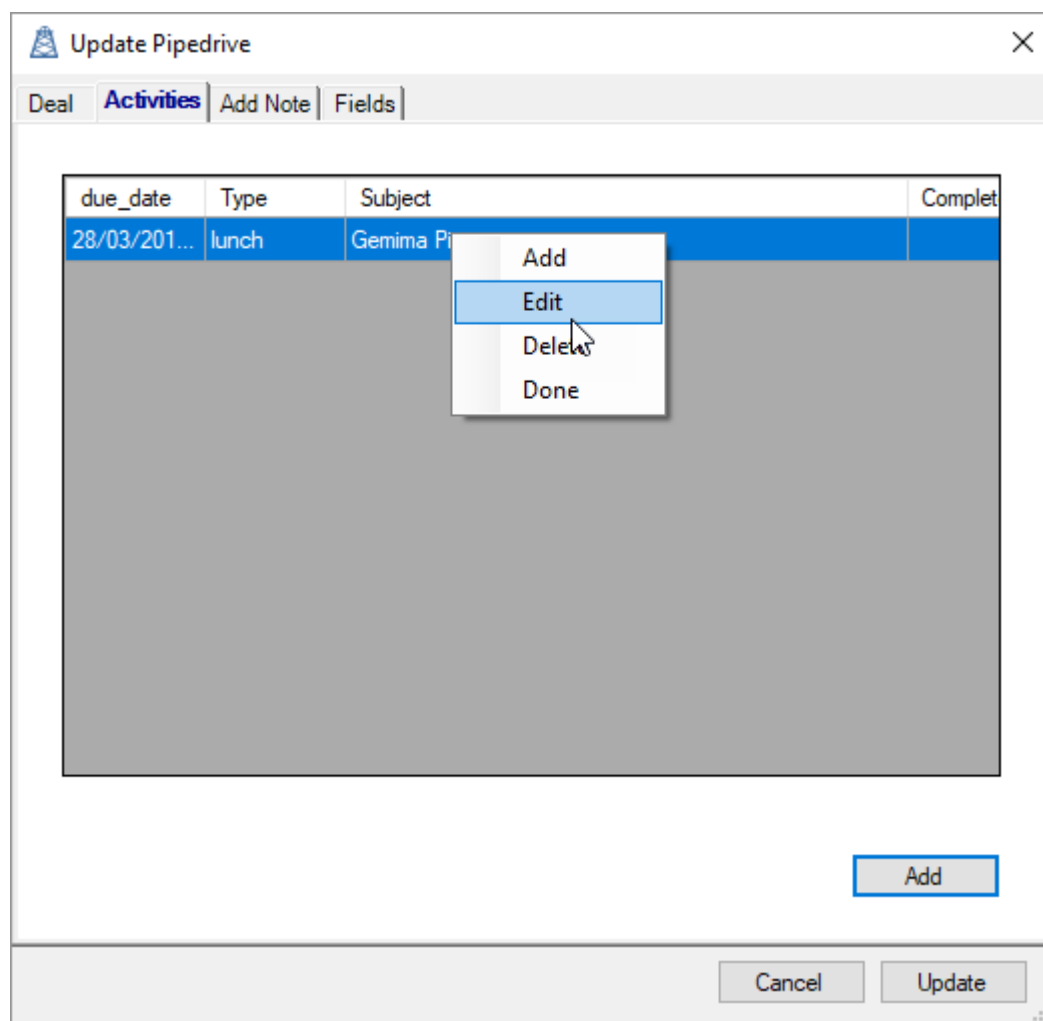 Update Pipedrive
Deal Activities Add Note Fields
due_date Type Subject Complet
28/03/201... lunch Gemima Pi
Add
Edit
Dele
Done
Add
Cancel Update